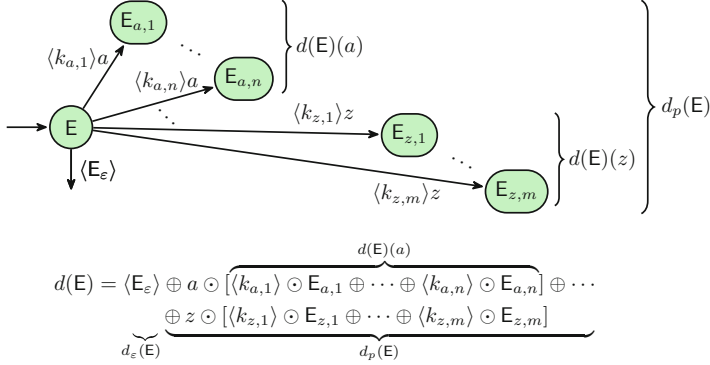 E_{a,1}
⋱
d(E)(a)
⟨k_{a,1}⟩a
⟨k_{a,n}⟩a
E_{a,n}
⋱
d_p(E)
⟨k_{z,1}⟩z
E
E_{z,1}
⋱
d(E)(z)
⟨E_ε⟩
⟨k_{z,m}⟩z
E_{z,m}
d(E)(a)
d(E) = ⟨E_ε⟩ ⊕ a ⊙ [⟨k_{a,1}⟩ ⊙ E_{a,1} ⊕ ⋯ ⊕ ⟨k_{a,n}⟩ ⊙ E_{a,n}] ⊕ ⋯
⊕ z ⊙ [⟨k_{z,1}⟩ ⊙ E_{z,1} ⊕ ⋯ ⊕ ⟨k_{z,m}⟩ ⊙ E_{z,m}]
d_ε(E) d_p(E)